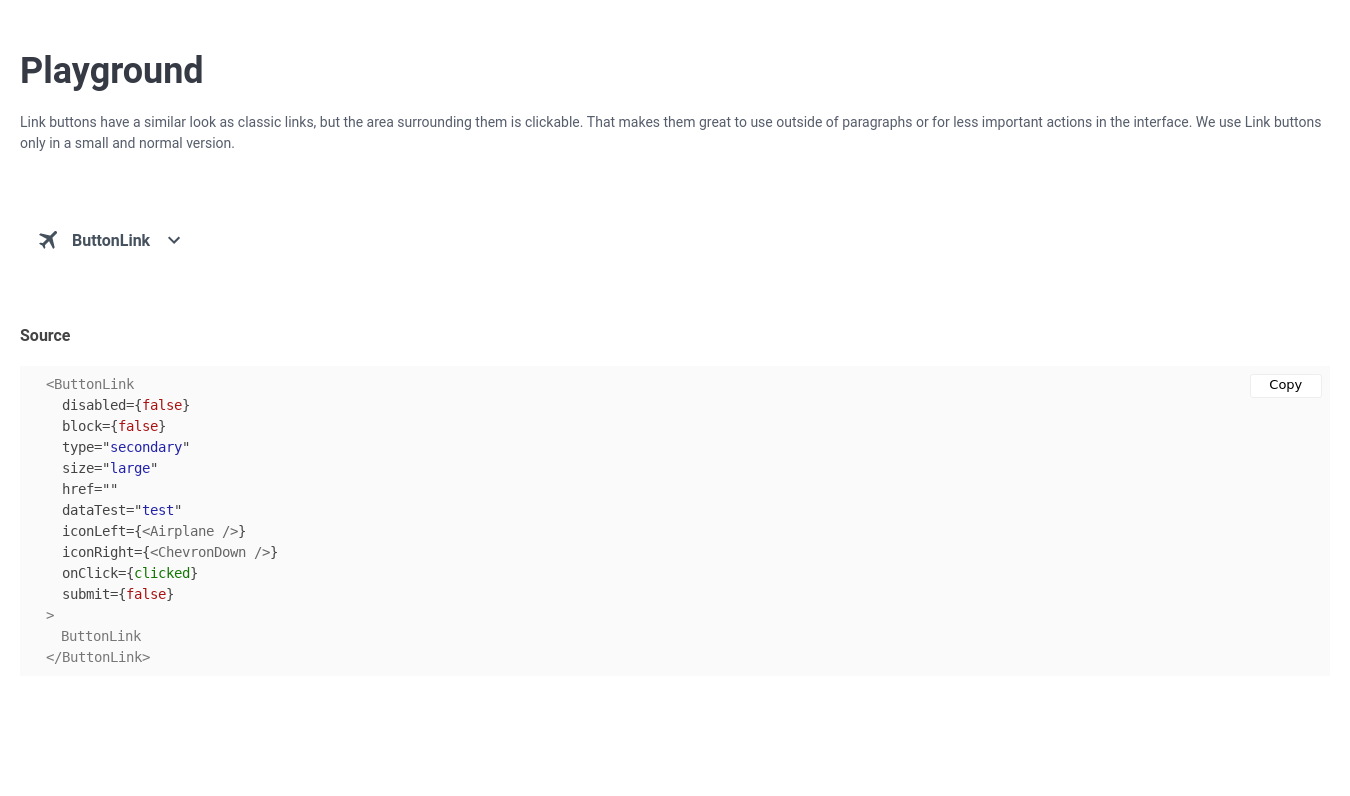 Playground
Link buttons have a similar look as classic links, but the area surrounding them is clickable. That makes them great to use outside of paragraphs or for less important actions in the interface. We use Link buttons
only in a small and normal version.
ButtonLink
Source
Copy
<ButtonLink
  disabled={false}
  block={false}
  type="secondary"
  size="large"
  href=""
  dataTest="test"
  iconLeft={<Airplane />}
  iconRight={<ChevronDown />}
  onClick={clicked}
  submit={false}
>
  ButtonLink
</ButtonLink>